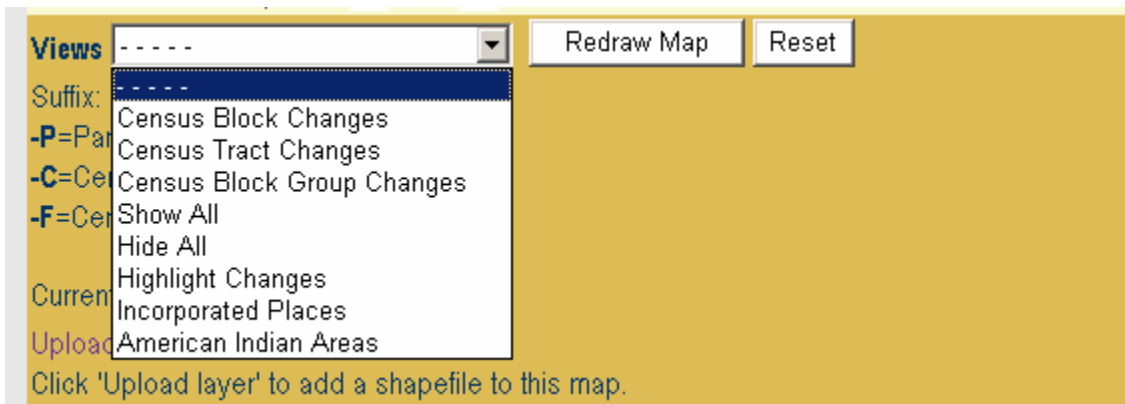 Views - - - - - Redraw Map Reset
Suffix: - - - - -
Census Block Changes
-P=Par
Census Tract Changes
-C=Cer
Census Block Group Changes
-F=Cer
Show All
Hide All
Highlight Changes
Current
Incorporated Places
Upload
American Indian Areas
Click 'Upload layer' to add a shapefile to this map.